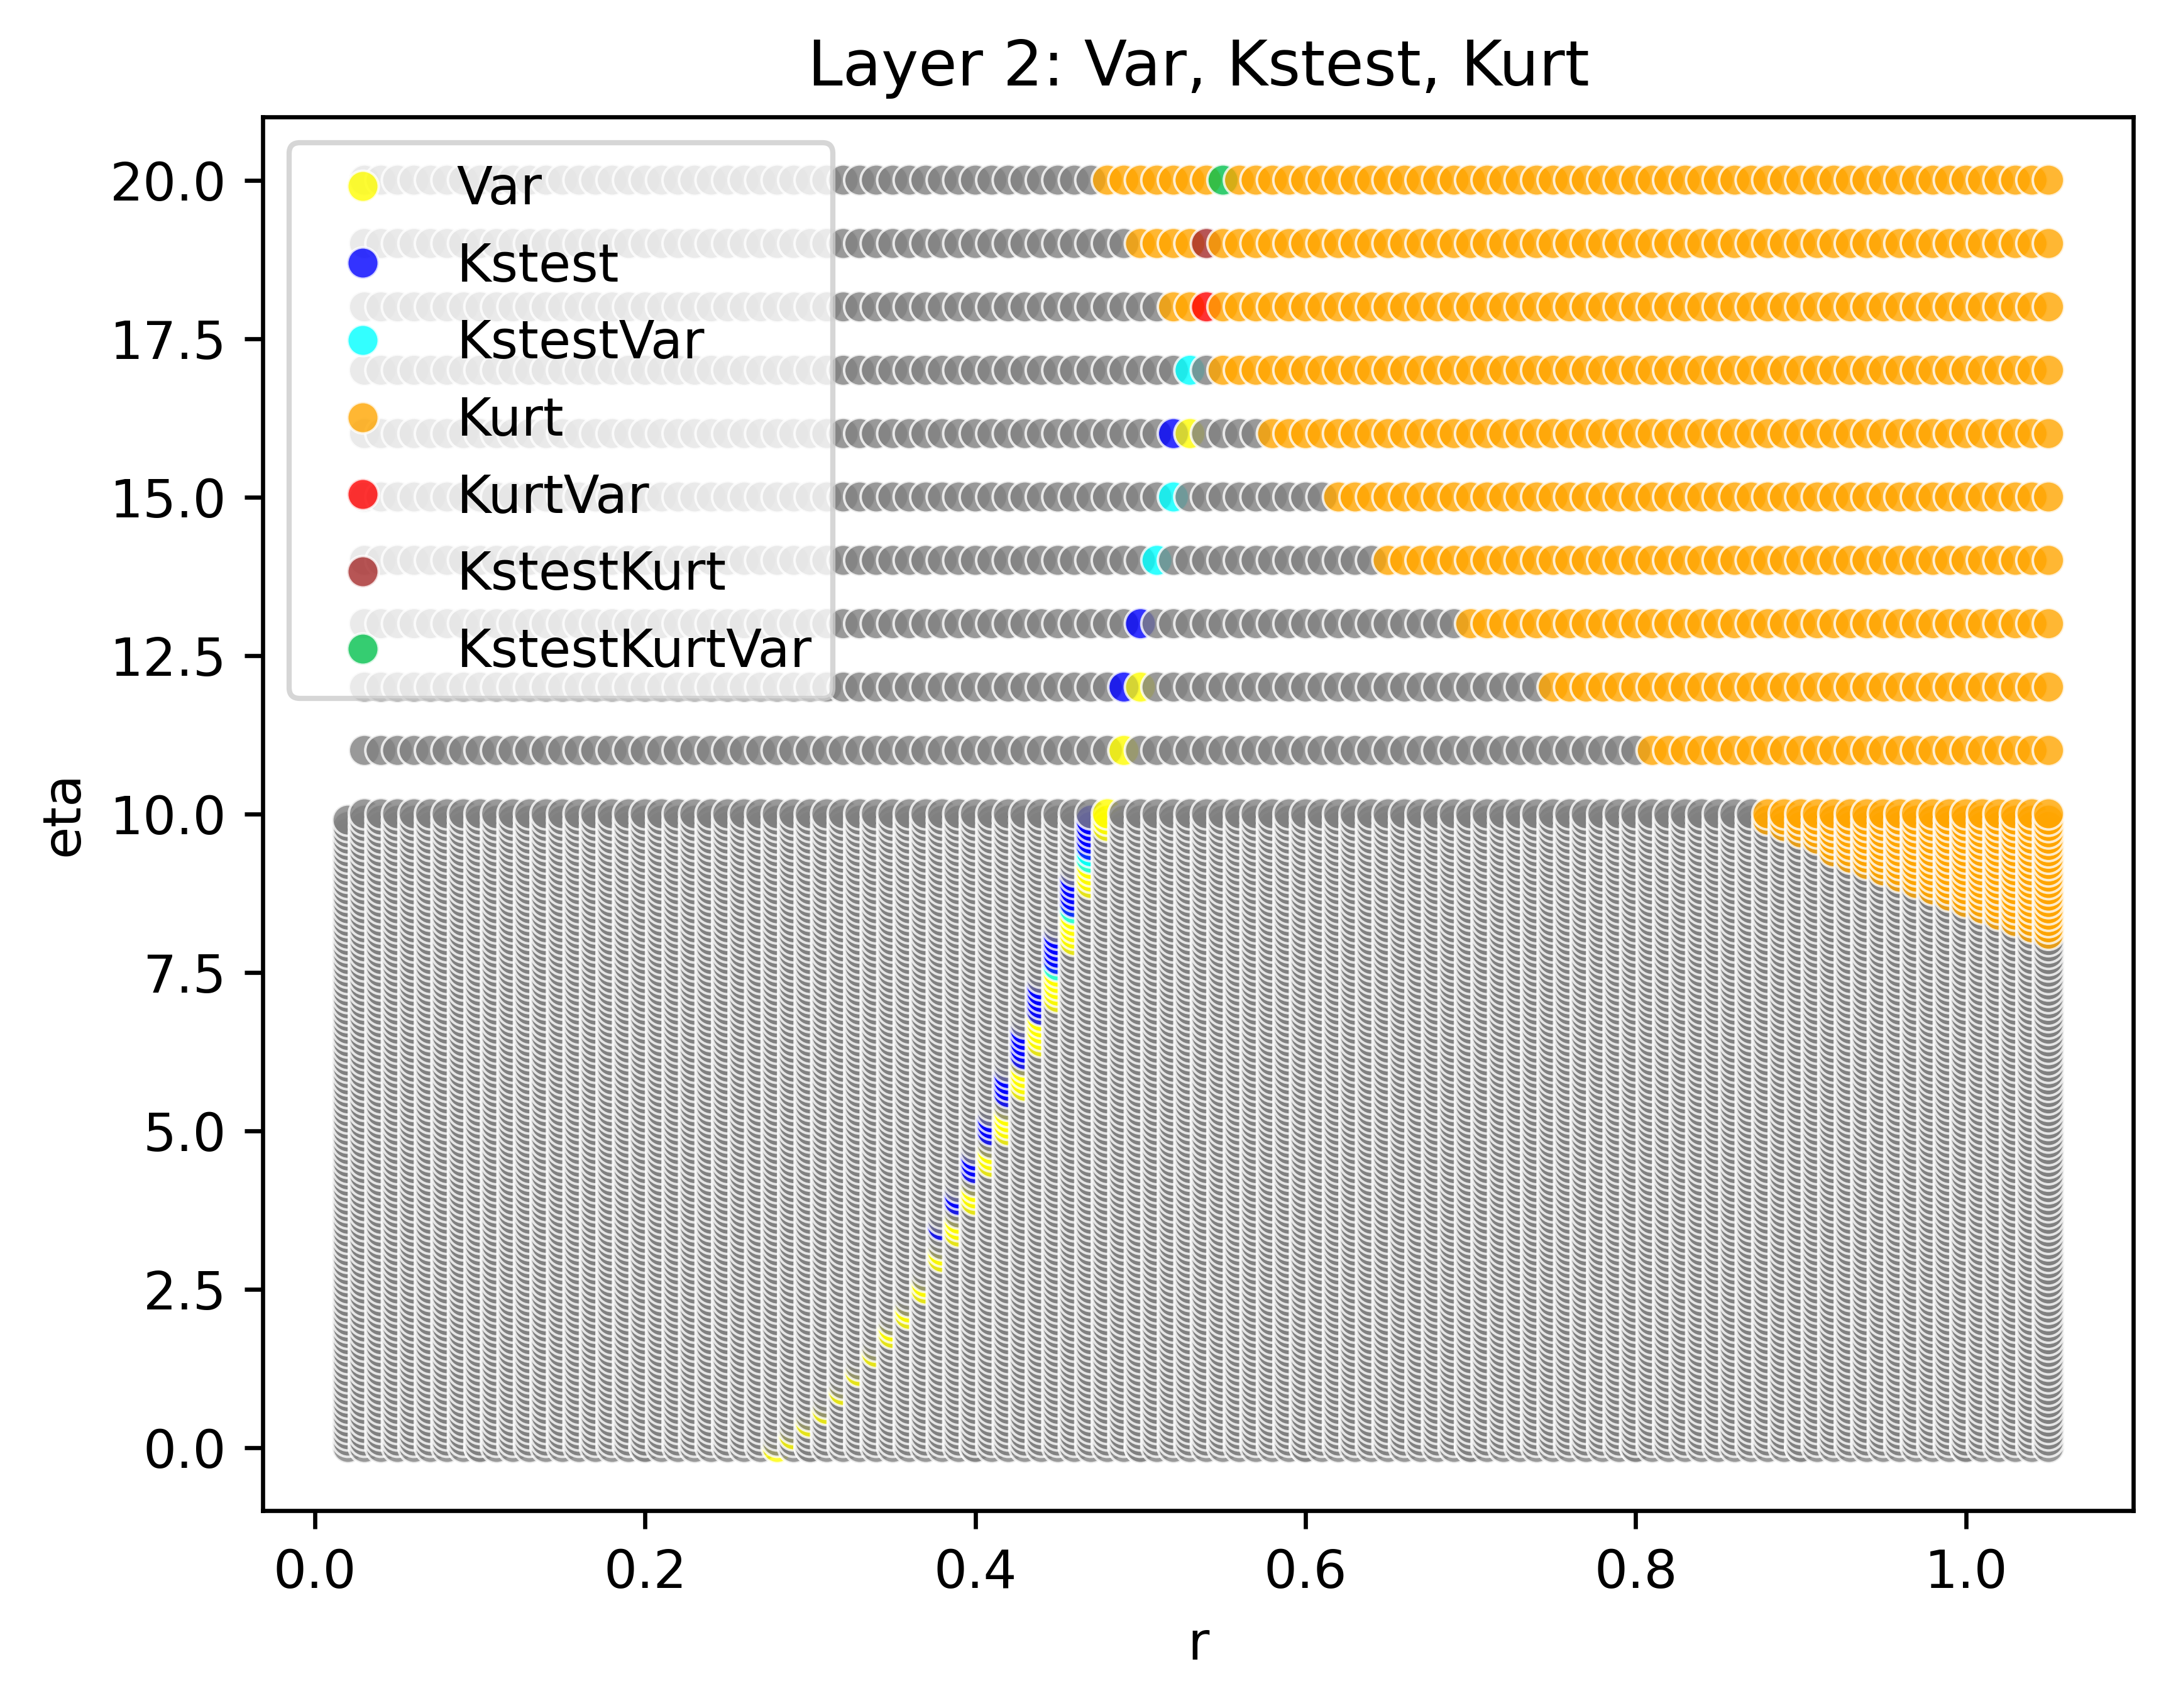 Layer 2: Var, Kstest, Kurt
20.0
17.5
15.0
12.5
10.0
7.5
5.0
2.5
0.0
eta
Var
Kstest
KstestVar
Kurt
KurtVar
KstestKurt
KstestKurtVar
0.0 0.2 0.4 0.6 0.8 1.0
r